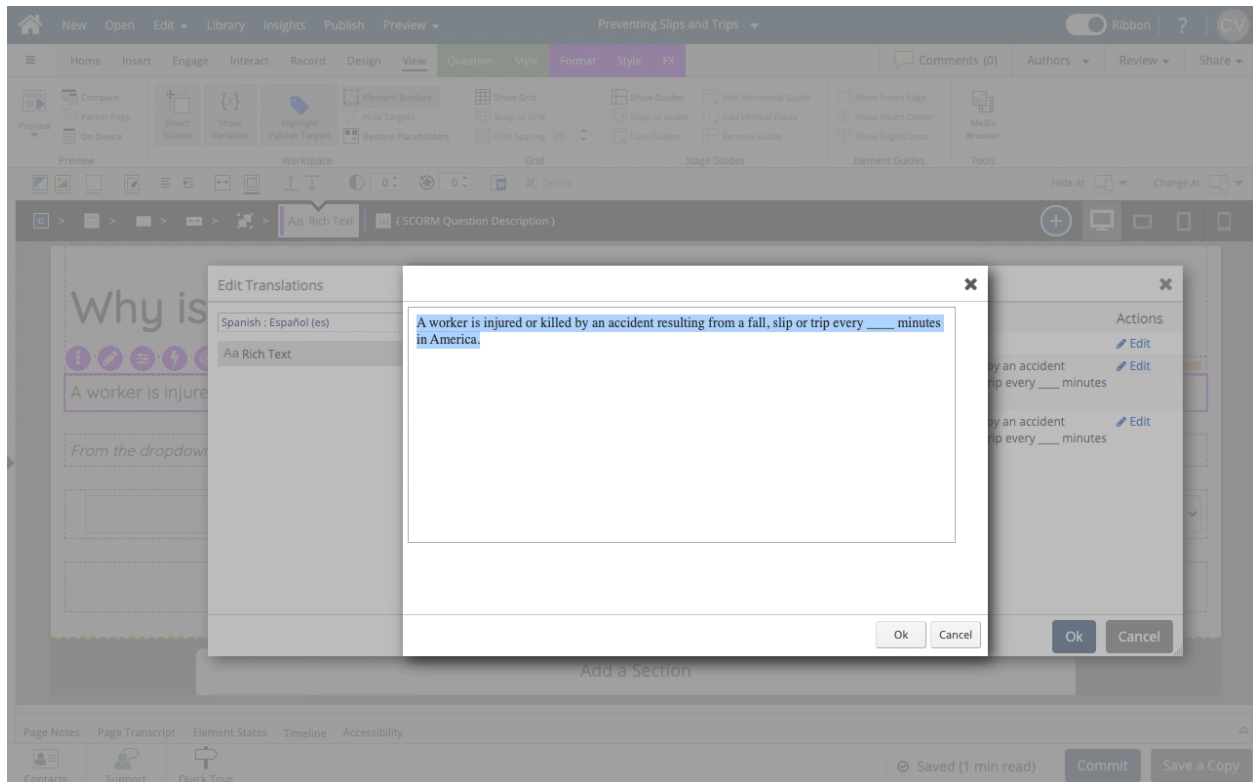 New Open Edit Library Insights Publish Preview Preventing Slips and Trips Ribbon ? CV
Home Insert Engage Interact Record Design View Question Style Format Style FX Comments (0) Authors Review Share
Compare Smart Guides Show Variables Highlight Publish Targets Element Borders Show Grid Show Guides Add Horizontal Guide Show Smart Edge Media Browser
Preview Parent Page Hide Targets Snap to Grid Snap to Guide Add Vertical Guide Show Smart Center
On Device Restore Placeholders Grid Spacing 40 Lock Guides Remove Guide Show Edge/Center
Preview Workspace Grid Stage Guides Element Guides Tools
0 0 Delete Hide At Change At
C > > > > > Aa Rich Text {x} { SCORM Question Description }
Why is
A worker is injure
From the dropdow
Edit Translations
Spanish : Español (es)
Aa Rich Text
A worker is injured or killed by an accident resulting from a fall, slip or trip every ____ minutes
in America.
Ok Cancel
Actions
Edit
by an accident Edit
rip every ____ minutes
by an accident Edit
rip every ____ minutes
Ok Cancel
Add a Section
Page Notes Page Transcript Element States Timeline Accessibility
Contacts Support Quick Tour Saved (1 min read) Commit Save a Copy